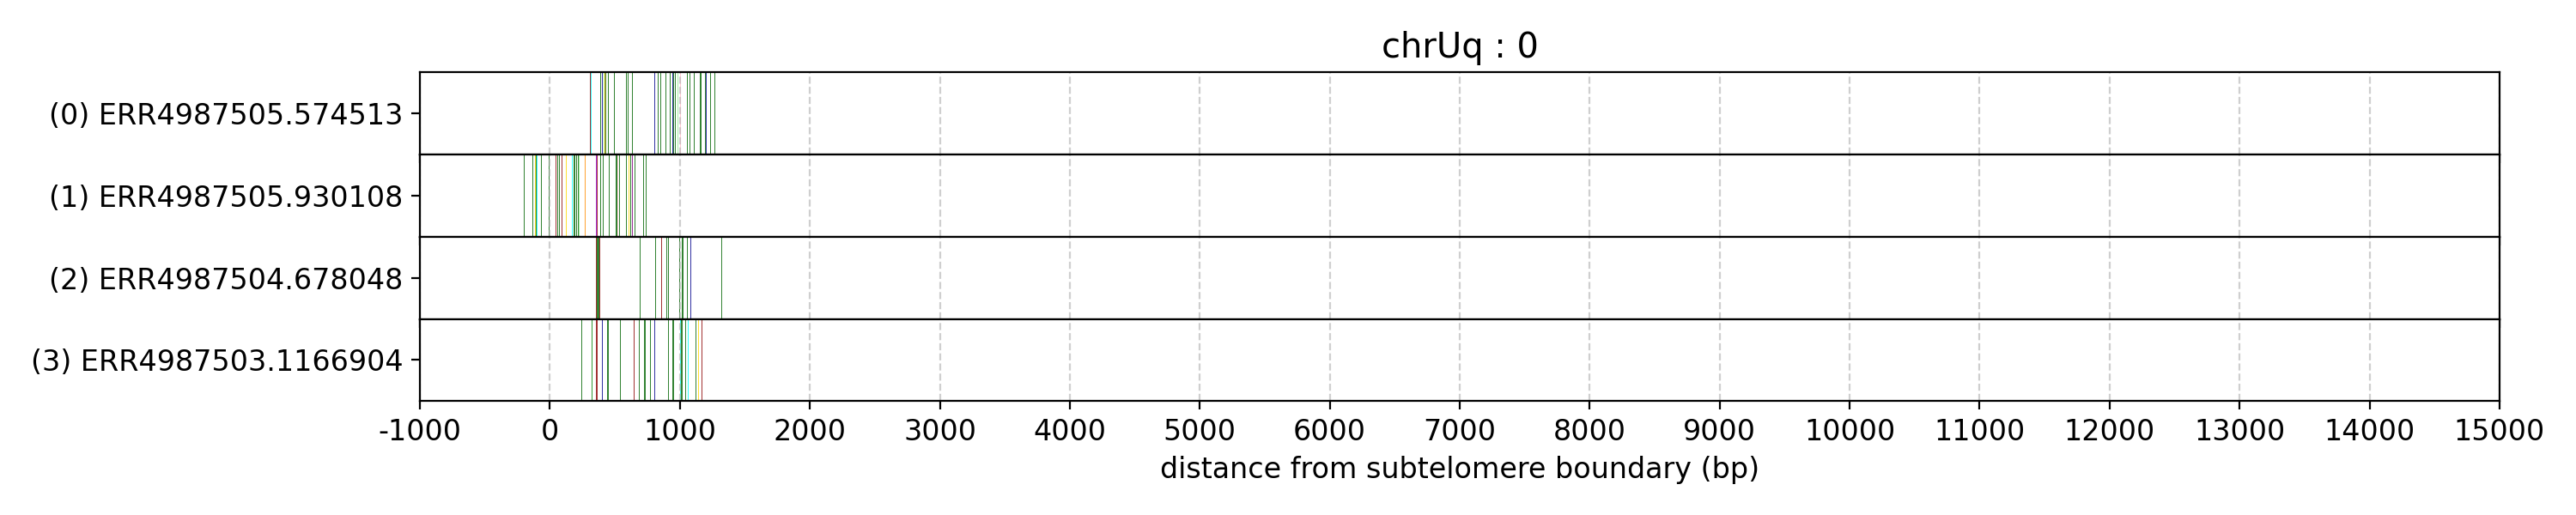 chrUq : 0
(0) ERR4987505.574513
(1) ERR4987505.930108
(2) ERR4987504.678048
(3) ERR4987503.1166904
-1000 0 1000 2000 3000 4000 5000 6000 7000 8000 9000 10000 11000 12000 13000 14000 15000
distance from subtelomere boundary (bp)